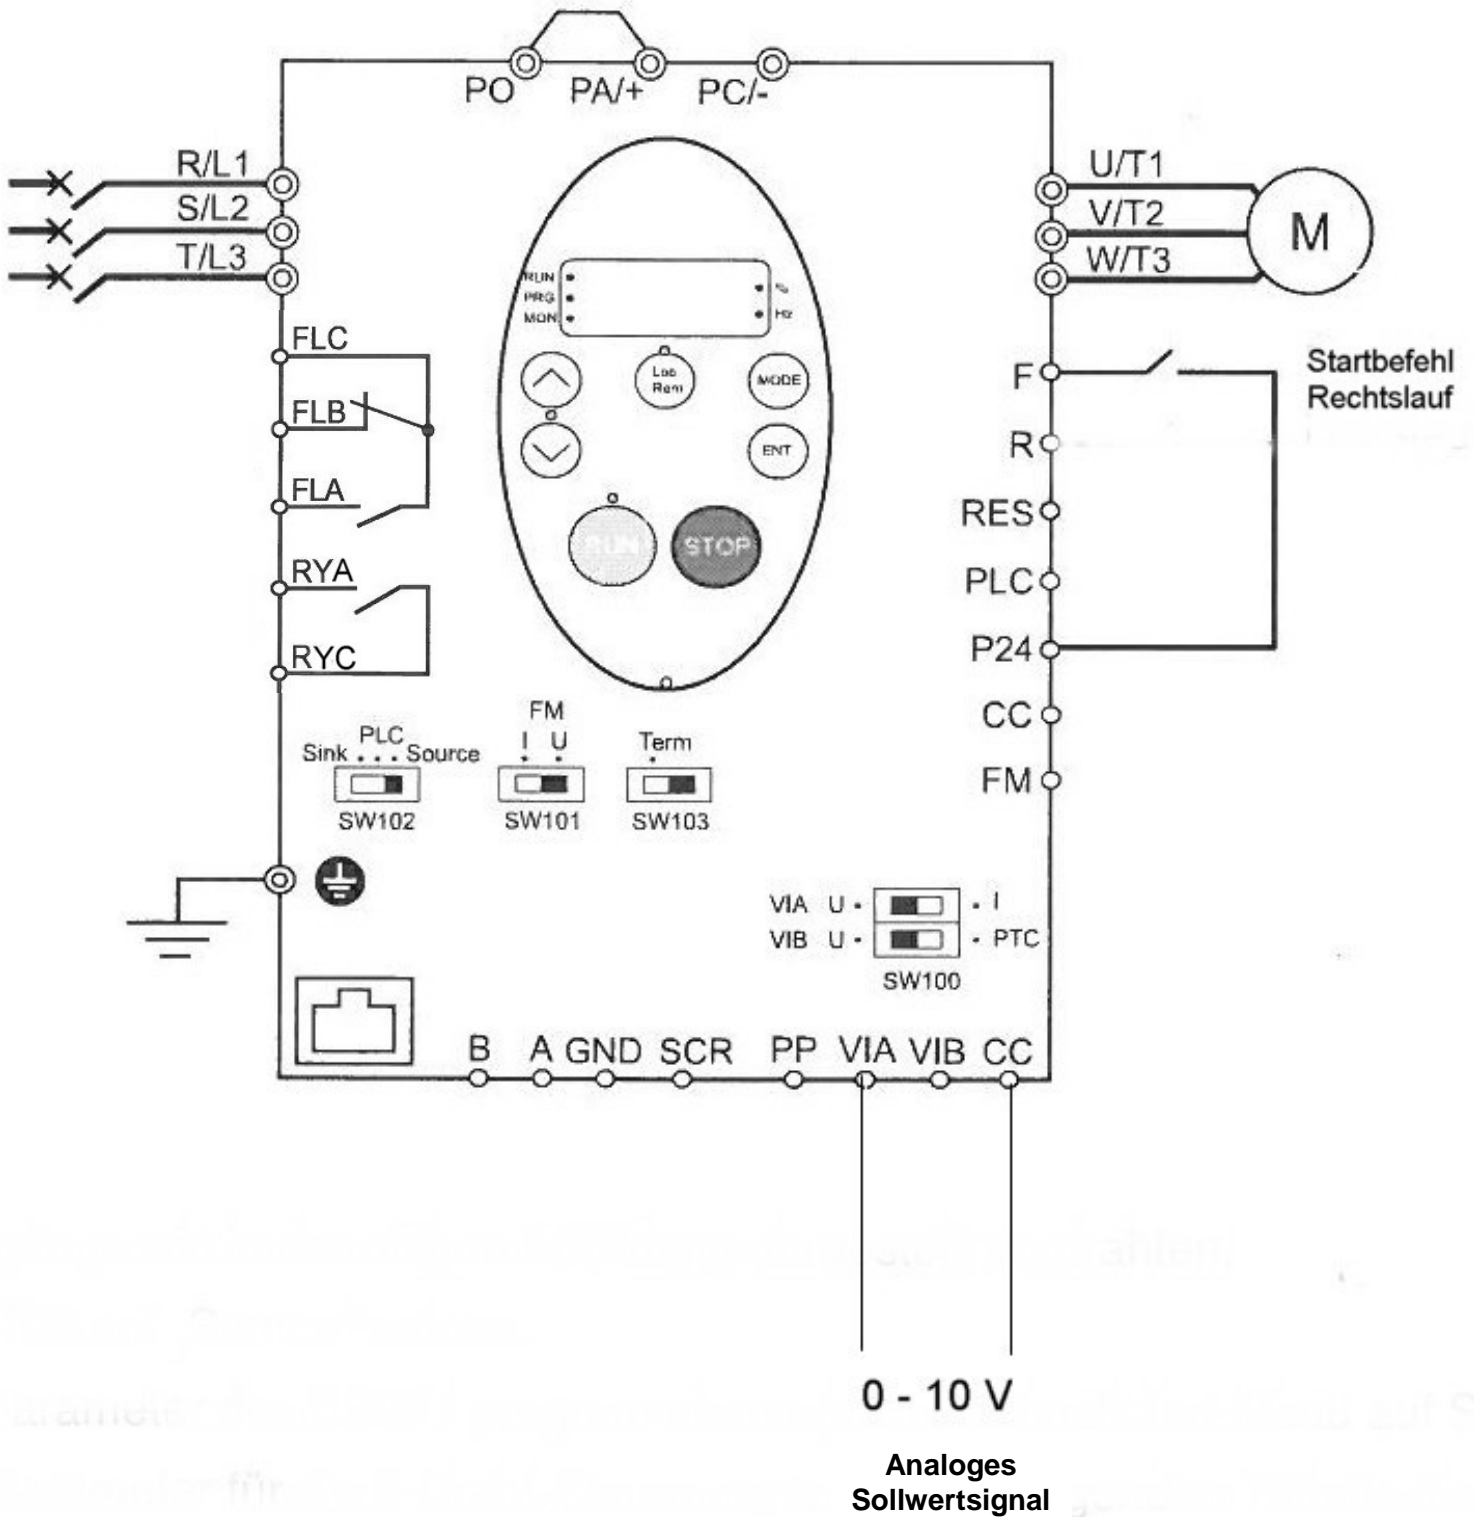 PO PA/+ PC/-
R/L1
S/L2
T/L3
U/T1
V/T2
W/T3
M
RUN
PRG
MON
Hz
Loc
Rem
MODE
ENT
RUN
STOP
FLC
FLB
FLA
RYA
RYC
F
R
RES
PLC
P24
CC
FM
Startbefehl
Rechtslauf
PLC
Sink Source
SW102
FM
I U
SW101
Term
SW103
VIA U I
VIB U PTC
SW100
B A GND SCR PP VIA VIB CC
0 - 10 V
Analoges
Sollwertsignal
für